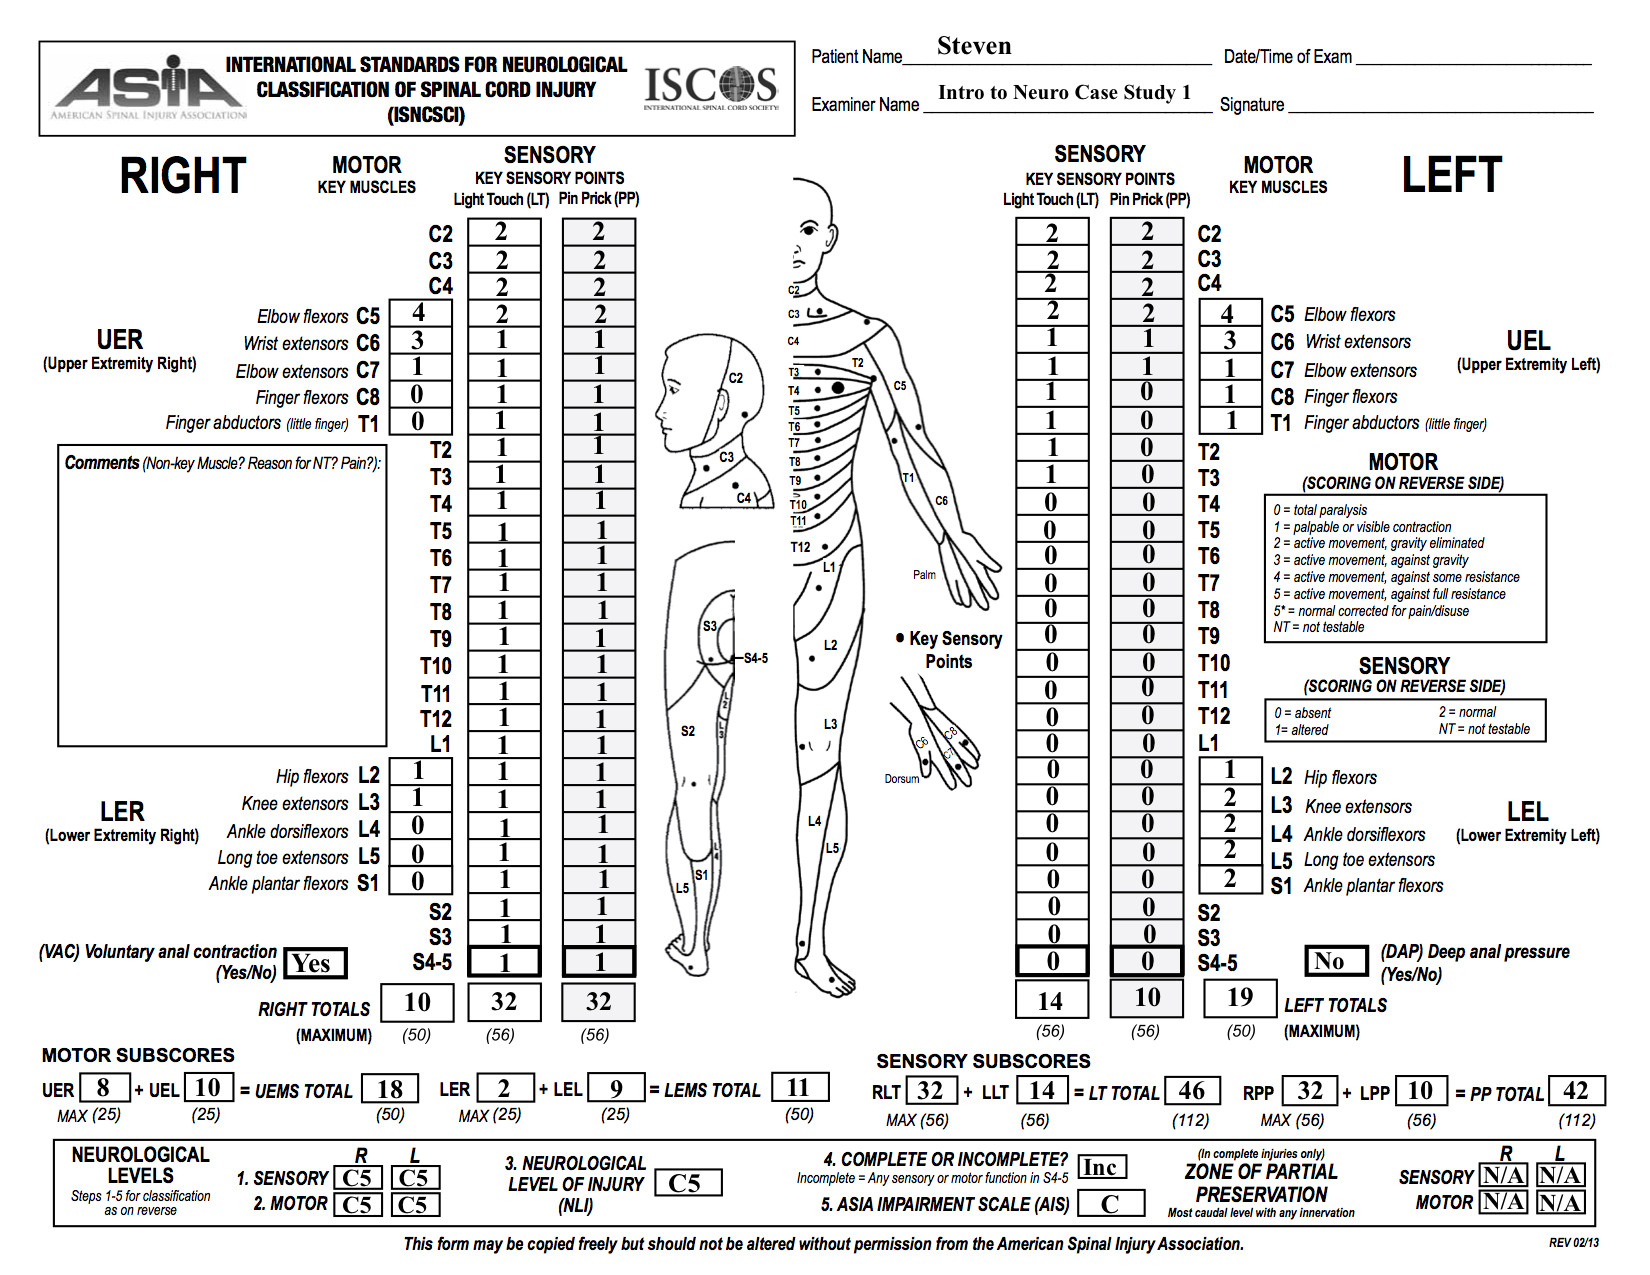 ASIA
AMERICAN SPINAL INJURY ASSOCIATION
INTERNATIONAL STANDARDS FOR NEUROLOGICAL
CLASSIFICATION OF SPINAL CORD INJURY
(ISNCSCI)
ISCOS
INTERNATIONAL SPINAL CORD SOCIETY
Patient Name Steven Date/Time of Exam
Examiner Name Intro to Neuro Case Study 1 Signature
RIGHT
MOTOR
KEY MUSCLES
SENSORY
KEY SENSORY POINTS
Light Touch (LT) Pin Prick (PP)
C2 2 2
C3 2 2
C4 2 2
Elbow flexors C5 4 2 2
Wrist extensors C6 3 1 1
Elbow extensors C7 1 1 1
Finger flexors C8 0 1 1
Finger abductors (little finger) T1 0 1 1
UER
(Upper Extremity Right)
T2 1 1
T3 1 1
T4 1 1
T5 1 1
T6 1 1
T7 1 1
T8 1 1
T9 1 1
T10 1 1
T11 1 1
T12 1 1
L1 1 1
Comments (Non-key Muscle? Reason for NT? Pain?):
Hip flexors L2 1 1 1
Knee extensors L3 1 1 1
Ankle dorsiflexors L4 0 1 1
Long toe extensors L5 0 1 1
Ankle plantar flexors S1 0 1 1
LER
(Lower Extremity Right)
S2 1 1
S3 1 1
(VAC) Voluntary anal contraction
(Yes/No) Yes
S4-5 1 1
RIGHT TOTALS 10 32 32
(MAXIMUM) (50) (56) (56)
C2
C3
C4
S3
S4-5
L2
L3
S2
L4
S1
L5
C2
C3
C4
T2
C5
T3
T4
T5
T6
T7
T8
T9
T10
T11
T12
T1
C6
L1
Palm
L2
L3
L4
L5
• Key Sensory
Points
C6
C7
C8
Dorsum
SENSORY
KEY SENSORY POINTS
Light Touch (LT) Pin Prick (PP)
MOTOR
KEY MUSCLES
LEFT
2 2 C2
2 2 C3
2 2 C4
2 2 4 C5 Elbow flexors
1 1 3 C6 Wrist extensors
1 1 1 C7 Elbow extensors
1 0 1 C8 Finger flexors
1 0 1 T1 Finger abductors (little finger)
UEL
(Upper Extremity Left)
1 0 T2
1 0 T3
0 0 T4
0 0 T5
0 0 T6
0 0 T7
0 0 T8
0 0 T9
0 0 T10
0 0 T11
0 0 T12
0 0 L1
MOTOR
(SCORING ON REVERSE SIDE)
0 = total paralysis
1 = palpable or visible contraction
2 = active movement, gravity eliminated
3 = active movement, against gravity
4 = active movement, against some resistance
5 = active movement, against full resistance
5* = normal corrected for pain/disuse
NT = not testable
SENSORY
(SCORING ON REVERSE SIDE)
0 = absent 2 = normal
1= altered NT = not testable
0 0 1 L2 Hip flexors
0 0 2 L3 Knee extensors
0 0 2 L4 Ankle dorsiflexors
0 0 2 L5 Long toe extensors
0 0 2 S1 Ankle plantar flexors
LEL
(Lower Extremity Left)
0 0 S2
0 0 S3
0 0 S4-5
No (DAP) Deep anal pressure
(Yes/No)
14 10 19 LEFT TOTALS
(56) (56) (50) (MAXIMUM)
MOTOR SUBSCORES
UER 8 + UEL 10 = UEMS TOTAL 18 LER 2 + LEL 9 = LEMS TOTAL 11
MAX (25) (25) (50) MAX (25) (25) (50)
SENSORY SUBSCORES
RLT 32 + LLT 14 = LT TOTAL 46 RPP 32 + LPP 10 = PP TOTAL 42
MAX (56) (56) (112) MAX (56) (56) (112)
NEUROLOGICAL
LEVELS
Steps 1-5 for classification
as on reverse
R L
1. SENSORY C5 C5
2. MOTOR C5 C5
3. NEUROLOGICAL
LEVEL OF INJURY
(NLI)
C5
4. COMPLETE OR INCOMPLETE? Inc
Incomplete = Any sensory or motor function in S4-5
5. ASIA IMPAIRMENT SCALE (AIS) C
(In complete injuries only)
ZONE OF PARTIAL
PRESERVATION
Most caudal level with any innervation
R L
SENSORY N/A N/A
MOTOR N/A N/A
This form may be copied freely but should not be altered without permission from the American Spinal Injury Association.
REV 02/13